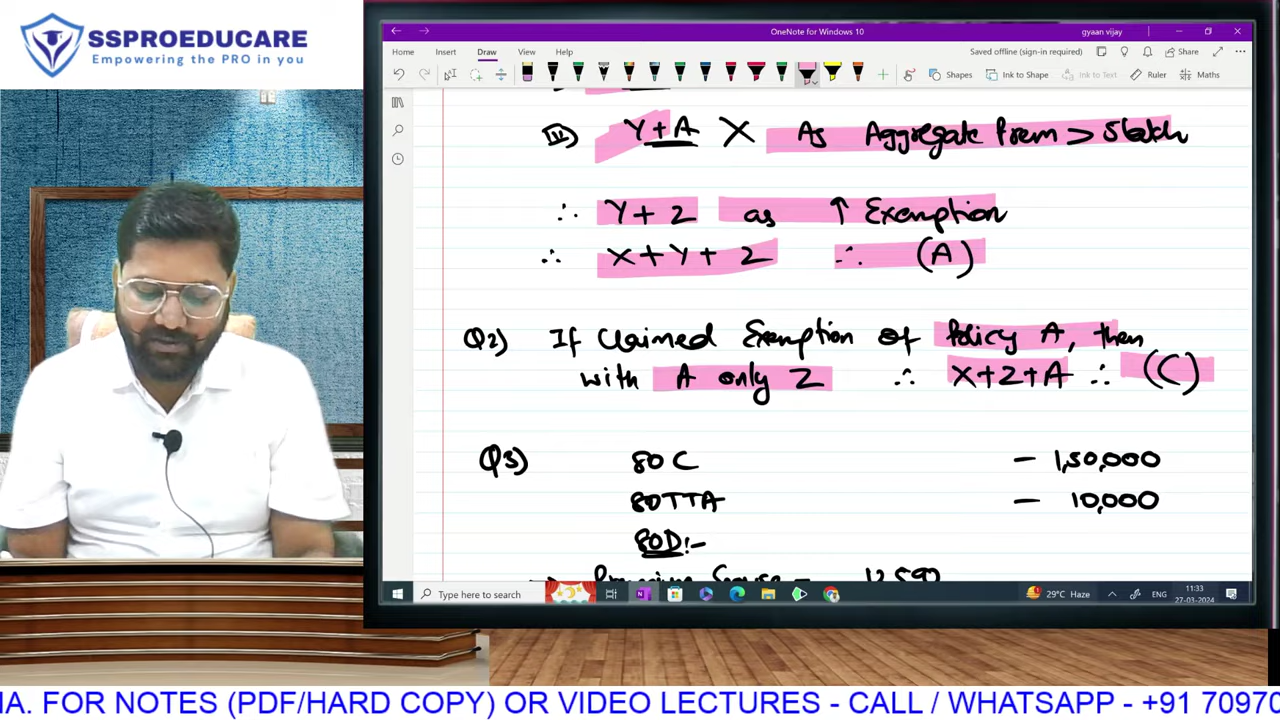 SSPROEDUCARE
Empowering the PRO in you
OneNote for Windows 10
gyaan vijay
Home Insert Draw View Help
Saved offline (sign-in required)
Share
Shapes
Ink to Shape
Ink to Text
Ruler
Maths
Y+A X As Aggregate Prem > 5lakh
∴ Y+2 as ↑ Exemption
∴ X+Y+2 ∴ (A)
Q2) If Claimed Exemption of Policy A, then
with A only 2 ∴ X+2+A ∴ (C)
Q3) 80C - 1,50,000
80TTA - 10,000
80D:-
Type here to search
29°C Haze
ENG
11:33
27-03-2024
IA. FOR NOTES (PDF/HARD COPY) OR VIDEO LECTURES - CALL / WHATSAPP - +91 70970